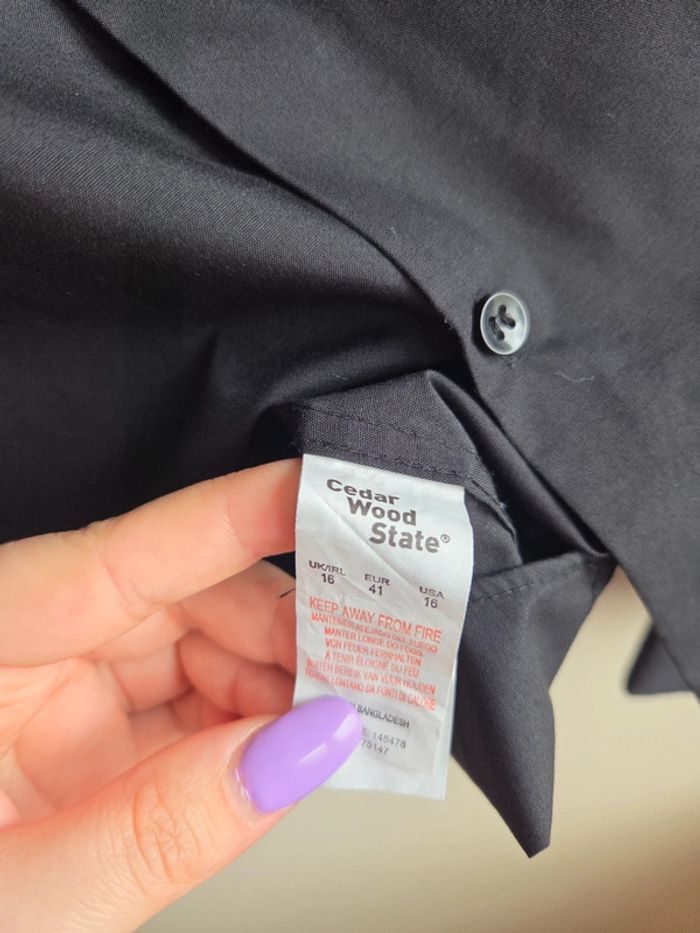 Cedar
Wood
State®
UK/IRL EUR USA
16 41 16
KEEP AWAY FROM FIRE
MANTENER ALEJADO DEL FUEGO
MANTER LONGE DO FOGO
VON FEUER FERNHALTEN
À TENIR ÉLOIGNÉ DU FEU
BUITEN BEREIK VAN VUUR HOUDEN
TENERE LONTANO DA FONTI DI CALORE
BANGLADESH
146478
75147